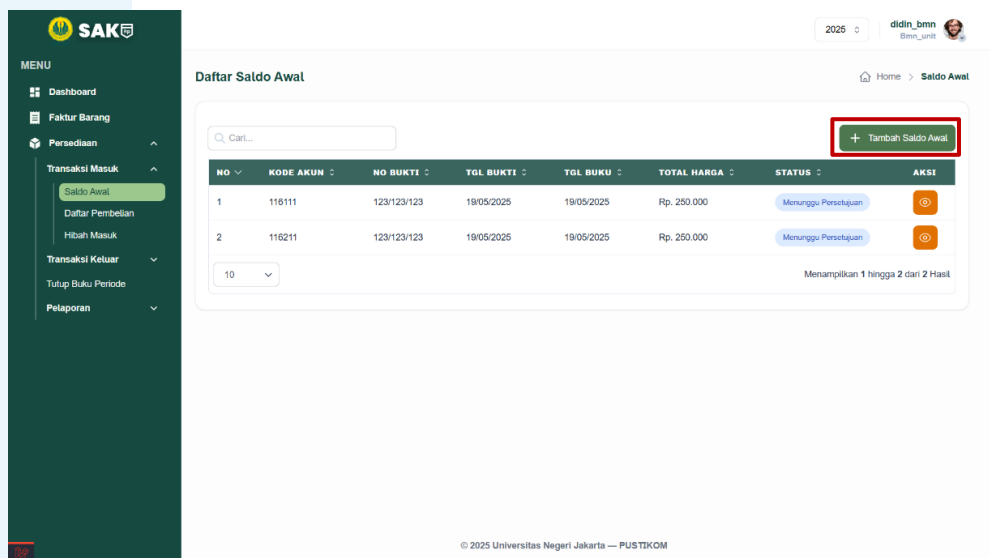 SAK
2025
didin_bmn
Bmn_unit
MENU
Dashboard
Faktur Barang
Persediaan
Transaksi Masuk
Saldo Awal
Daftar Pembelian
Hibah Masuk
Transaksi Keluar
Tutup Buku Periode
Pelaporan
Daftar Saldo Awal
Home > Saldo Awal
Cari...
+ Tambah Saldo Awal
NO KODE AKUN NO BUKTI TGL BUKTI TGL BUKU TOTAL HARGA STATUS AKSI
1 116111 123/123/123 19/05/2025 19/05/2025 Rp. 250.000 Menunggu Persetujuan
2 116211 123/123/123 19/05/2025 19/05/2025 Rp. 250.000 Menunggu Persetujuan
10
Menampilkan 1 hingga 2 dari 2 Hasil
© 2025 Universitas Negeri Jakarta — PUSTIKOM